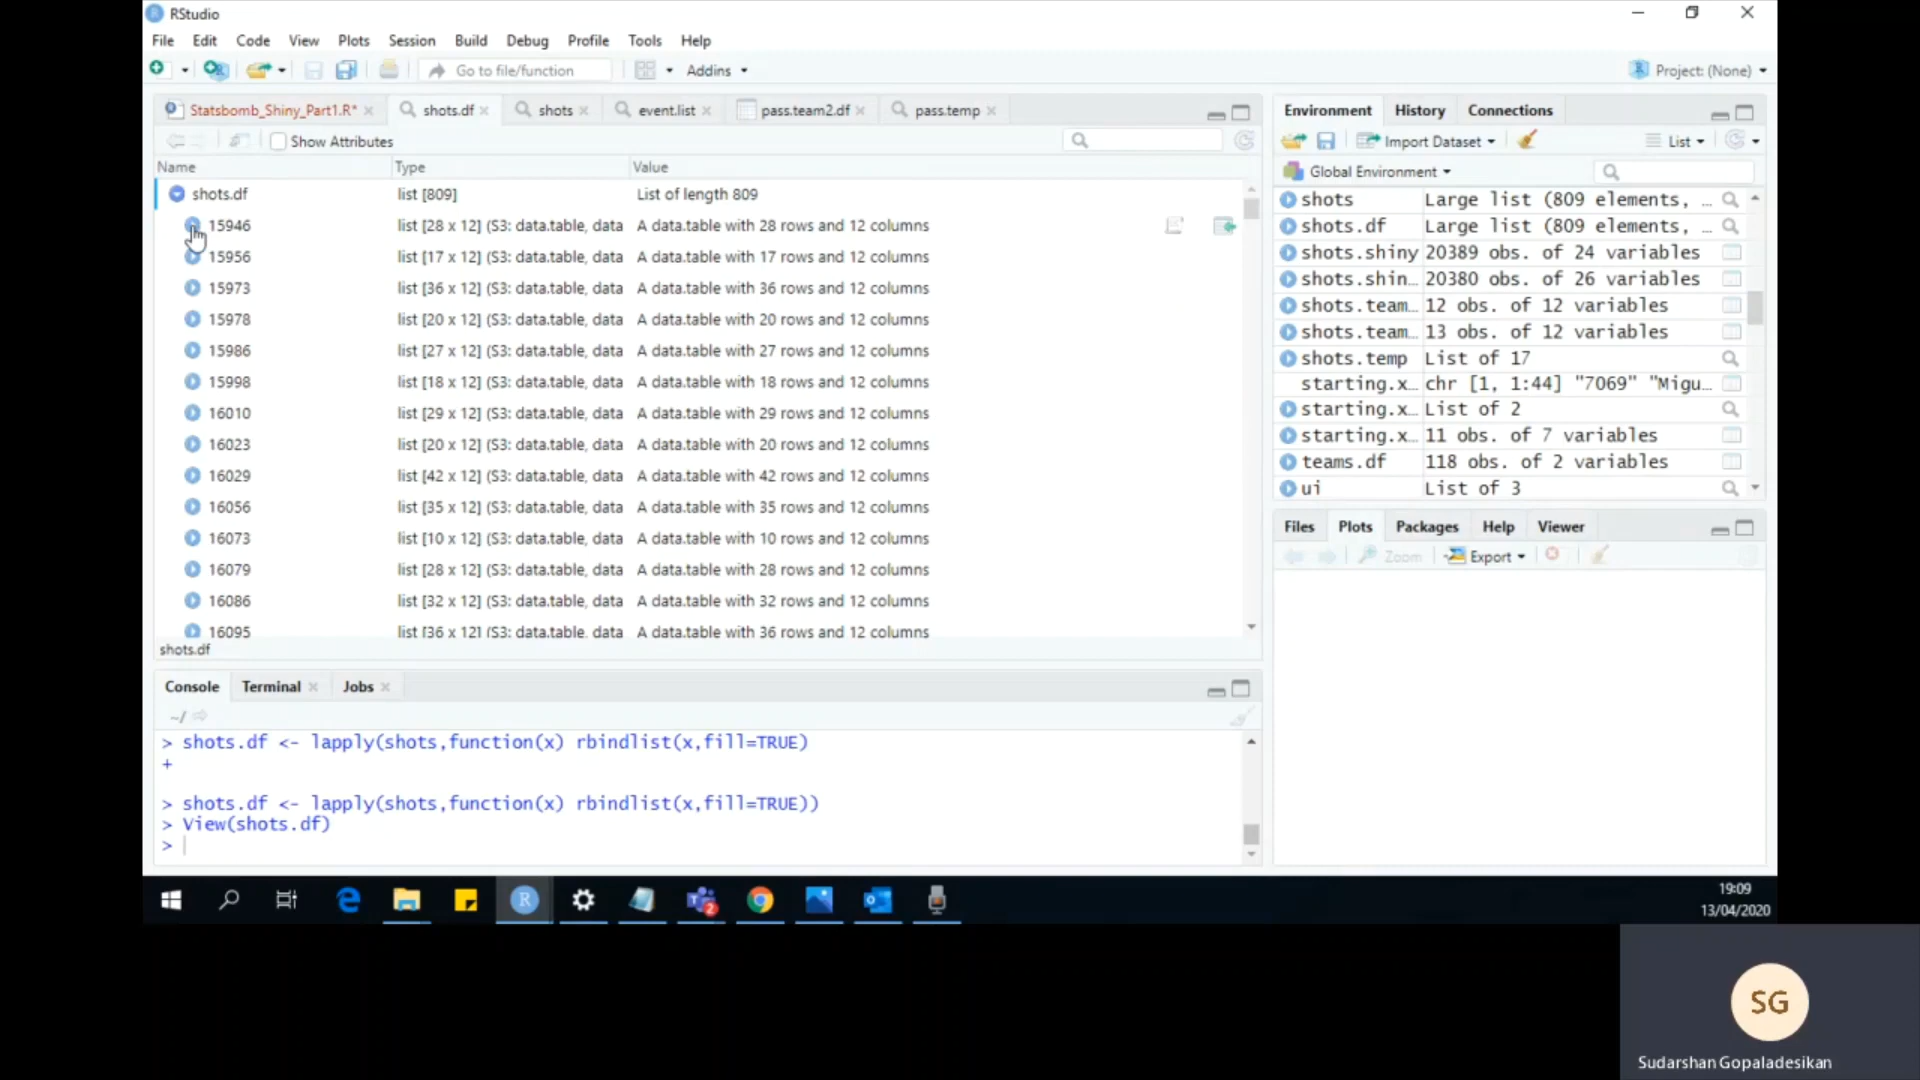 RStudio
File Edit Code View Plots Session Build Debug Profile Tools Help
Go to file/function Addins Project: (None)
Statsbomb_Shiny_Part1.R* shots.df shots event.list pass.team2.df pass.temp
Show Attributes
Name Type Value
shots.df list [809] List of length 809
15946 list [28 x 12] (S3: data.table, data A data.table with 28 rows and 12 columns
15956 list [17 x 12] (S3: data.table, data A data.table with 17 rows and 12 columns
15973 list [36 x 12] (S3: data.table, data A data.table with 36 rows and 12 columns
15978 list [20 x 12] (S3: data.table, data A data.table with 20 rows and 12 columns
15986 list [27 x 12] (S3: data.table, data A data.table with 27 rows and 12 columns
15998 list [18 x 12] (S3: data.table, data A data.table with 18 rows and 12 columns
16010 list [29 x 12] (S3: data.table, data A data.table with 29 rows and 12 columns
16023 list [20 x 12] (S3: data.table, data A data.table with 20 rows and 12 columns
16029 list [42 x 12] (S3: data.table, data A data.table with 42 rows and 12 columns
16056 list [35 x 12] (S3: data.table, data A data.table with 35 rows and 12 columns
16073 list [10 x 12] (S3: data.table, data A data.table with 10 rows and 12 columns
16079 list [28 x 12] (S3: data.table, data A data.table with 28 rows and 12 columns
16086 list [32 x 12] (S3: data.table, data A data.table with 32 rows and 12 columns
16095 list [36 x 12] (S3: data.table, data A data.table with 36 rows and 12 columns
shots.df
Console Terminal Jobs
~/
> shots.df <- lapply(shots,function(x) rbindlist(x,fill=TRUE)
+
> shots.df <- lapply(shots,function(x) rbindlist(x,fill=TRUE))
> View(shots.df)
>
Environment History Connections
Import Dataset List
Global Environment
shots Large list (809 elements, …
shots.df Large list (809 elements, …
shots.shiny 20389 obs. of 24 variables
shots.shin… 20380 obs. of 26 variables
shots.team… 12 obs. of 12 variables
shots.team… 13 obs. of 12 variables
shots.temp List of 17
starting.x… chr [1, 1:44] "7069" "Migu…
starting.x… List of 2
starting.x… 11 obs. of 7 variables
teams.df 118 obs. of 2 variables
ui List of 3
Files Plots Packages Help Viewer
Zoom Export
19:09
13/04/2020
SG
Sudarshan Gopaladesikan